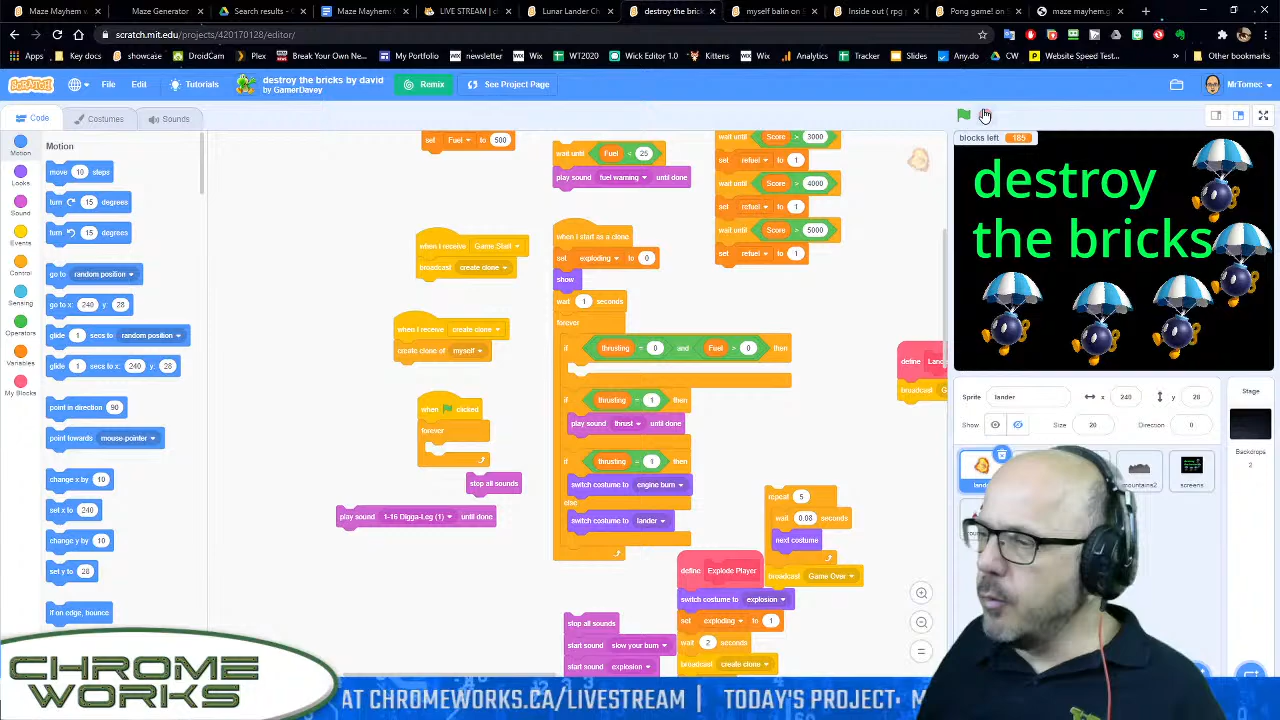 Maze Mayhem: v
Maze Generator
Search results -
Maze Mayhem: C
LIVE STREAM | c
Lunar Lander Ch
destroy the brick
myself balin on S
Inside out ( rpg
Pong game! on S
maze mayhem.g
scratch.mit.edu/projects/420170128/editor/
Apps
showcase
DroidCam
Plex
Break Your Own Ne...
My Portfolio
WIX
newsletter
WIX
Wix
WT2020
Wick Editor 1.0
Kittens
Wix
Analytics
Tracker
Slides
Any.do
CW
Website Speed Test...
»
Other bookmarks
SCRATCH
File
Edit
Tutorials
destroy the bricks by david
by GamerDavey
Remix
See Project Page
MrTomec
Code
Costumes
Sounds
Motion
Looks
Sound
Events
Control
Sensing
Operators
Variables
My Blocks
Motion
move 10 steps
turn 15 degrees
turn 15 degrees
go to random position
go to x: 240 y: 28
glide 1 secs to random position
glide 1 secs to x: 240 y: 28
point in direction 90
point towards mouse-pointer
change x by 10
set x to 240
change y by 10
set y to 28
if on edge, bounce
set Fuel to 500
when I receive Game Start
broadcast create clone
when I receive create clone
create clone of myself
when clicked
forever
stop all sounds
play sound 1-16 Digga-Leg (1) until done
wait until Fuel < 25
play sound fuel warning until done
when I start as a clone
set exploding to 0
show
wait 1 seconds
forever
if thrusting = 0 and Fuel > 0 then
if thrusting = 1 then
play sound thrust until done
if thrusting = 1 then
switch costume to engine burn
else
switch costume to lander
stop all sounds
start sound slow your burn
start sound explosion
wait until Score > 3000
set refuel to 1
wait until Score > 4000
set refuel to 1
wait until Score > 5000
set refuel to 1
repeat 5
wait 0.08 seconds
next costume
broadcast Game Over
define Explode Player
switch costume to explosion
set exploding to 1
wait 2 seconds
broadcast create clone
define Lan
broadcast G
blocks left 185
destroy
the bricks
Sprite lander x 240 y 28
Show Size 20 Direction 0
Stage
Backdrops
2
mountains2
screens
CHROME
WORKS
AT CHROMEWORKS.CA/LIVESTREAM | TODAY'S PROJECT: